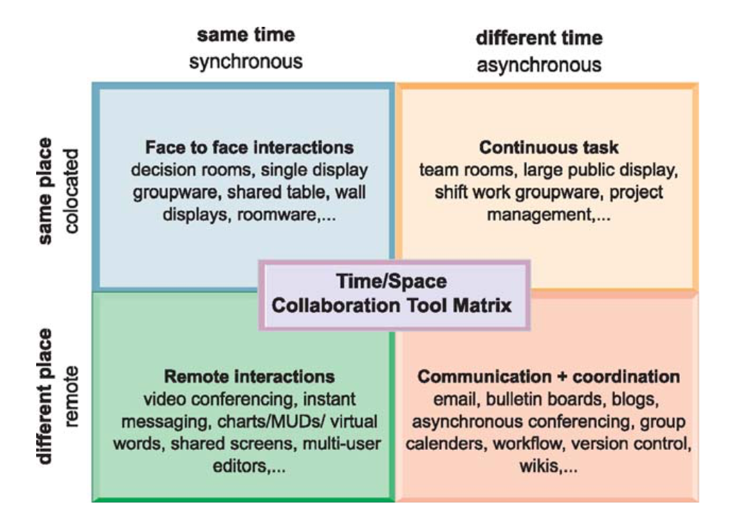 same time
synchronous
different time
asynchronous
same place
colocated
Face to face interactions
decision rooms, single display
groupware, shared table, wall
displays, roomware,...
Continuous task
team rooms, large public display,
shift work groupware, project
management,...
Time/Space
Collaboration Tool Matrix
different place
remote
Remote interactions
video conferencing, instant
messaging, charts/MUDs/ virtual
words, shared screens, multi-user
editors,...
Communication + coordination
email, bulletin boards, blogs,
asynchronous conferencing, group
calenders, workflow, version control,
wikis,...